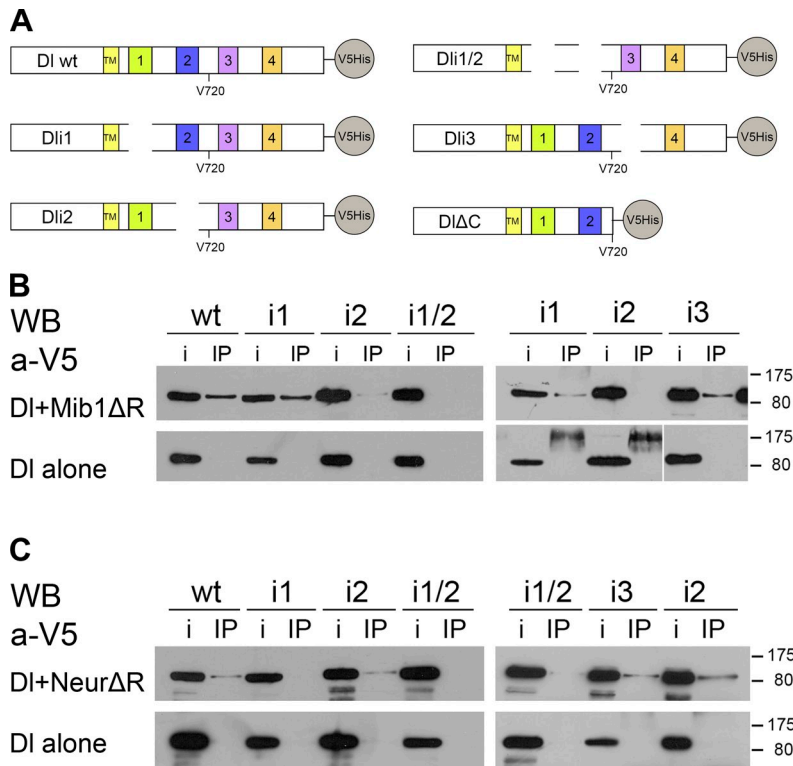 A
Dl wt TM 1 2 3 4 V5His
V720
Dli1/2 TM 3 4 V5His
V720
Dli1 TM 2 3 4 V5His
V720
Dli3 TM 1 2 4 V5His
V720
Dli2 TM 1 3 4 V5His
V720
DlΔC TM 1 2 V5His
V720
B
WB wt i1 i2 i1/2 i1 i2 i3
a-V5 i IP i IP i IP i IP i IP i IP i IP
175
Dl+Mib1ΔR 80
175
Dl alone 80
C
WB wt i1 i2 i1/2 i1/2 i3 i2
a-V5 i IP i IP i IP i IP i IP i IP i IP
175
Dl+NeurΔR 80
175
Dl alone 80